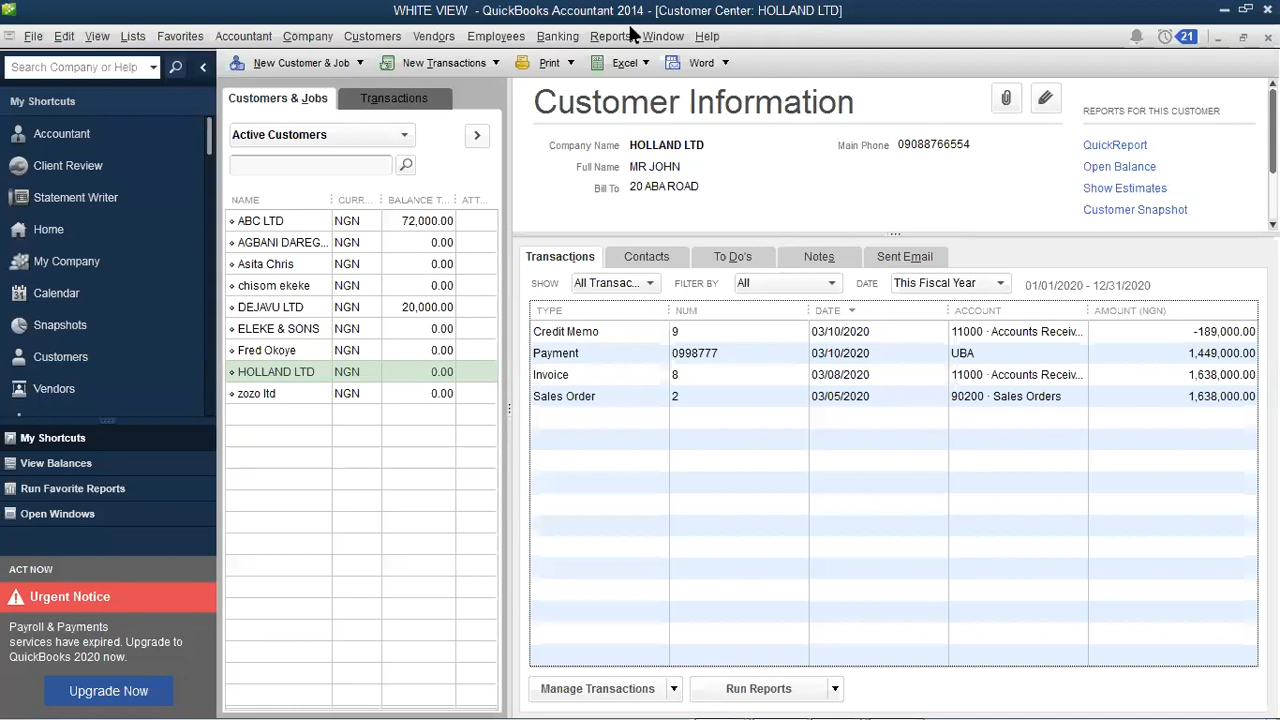 WHITE VIEW - QuickBooks Accountant 2014 - [Customer Center: HOLLAND LTD]
File Edit View Lists Favorites Accountant Company Customers Vendors Employees Banking Reports Window Help 21
Search Company or Help
New Customer & Job New Transactions Print Excel Word
My Shortcuts
Accountant
Client Review
Statement Writer
Home
My Company
Calendar
Snapshots
Customers
Vendors
My Shortcuts
View Balances
Run Favorite Reports
Open Windows
ACT NOW
Urgent Notice
Payroll & Payments
services have expired. Upgrade to
QuickBooks 2020 now.
Upgrade Now
Customers & Jobs Transactions
Active Customers
NAME CURR... BALANCE T... ATT...
ABC LTD NGN 72,000.00
AGBANI DAREG... NGN 0.00
Asita Chris NGN 0.00
chisom ekeke NGN 0.00
DEJAVU LTD NGN 20,000.00
ELEKE & SONS NGN 0.00
Fred Okoye NGN 0.00
HOLLAND LTD NGN 0.00
zozo ltd NGN 0.00
Customer Information
Company Name HOLLAND LTD Main Phone 09088766554
Full Name MR JOHN
Bill To 20 ABA ROAD
REPORTS FOR THIS CUSTOMER
QuickReport
Open Balance
Show Estimates
Customer Snapshot
Transactions Contacts To Do's Notes Sent Email
SHOW All Transac... FILTER BY All DATE This Fiscal Year 01/01/2020 - 12/31/2020
TYPE NUM DATE ACCOUNT AMOUNT (NGN)
Credit Memo 9 03/10/2020 11000 · Accounts Receiv... -189,000.00
Payment 0998777 03/10/2020 UBA 1,449,000.00
Invoice 8 03/08/2020 11000 · Accounts Receiv... 1,638,000.00
Sales Order 2 03/05/2020 90200 · Sales Orders 1,638,000.00
Manage Transactions Run Reports